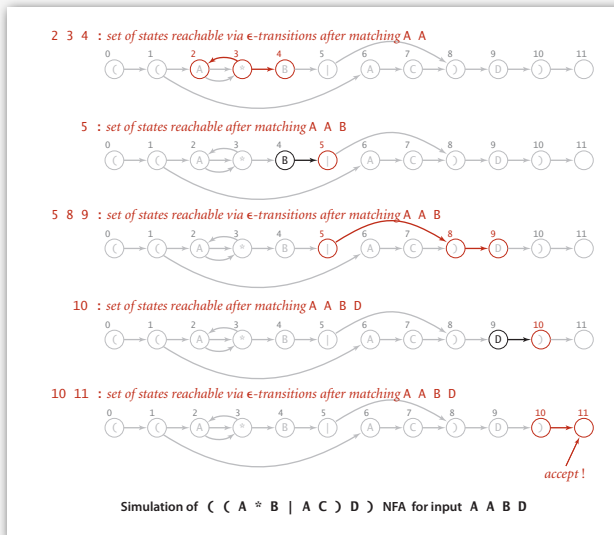 2 3 4 : set of states reachable via ϵ-transitions after matching A A
0 1 2 3 4 5 6 7 8 9 10 11
( ( A * B | A C ) D )
5 : set of states reachable after matching A A B
0 1 2 3 4 5 6 7 8 9 10 11
( ( A * B | A C ) D )
5 8 9 : set of states reachable via ϵ-transitions after matching A A B
0 1 2 3 4 5 6 7 8 9 10 11
( ( A * B | A C ) D )
10 : set of states reachable after matching A A B D
0 1 2 3 4 5 6 7 8 9 10 11
( ( A * B | A C ) D )
10 11 : set of states reachable via ϵ-transitions after matching A A B D
0 1 2 3 4 5 6 7 8 9 10 11
( ( A * B | A C ) D )
accept !
Simulation of ( ( A * B | A C ) D ) NFA for input A A B D